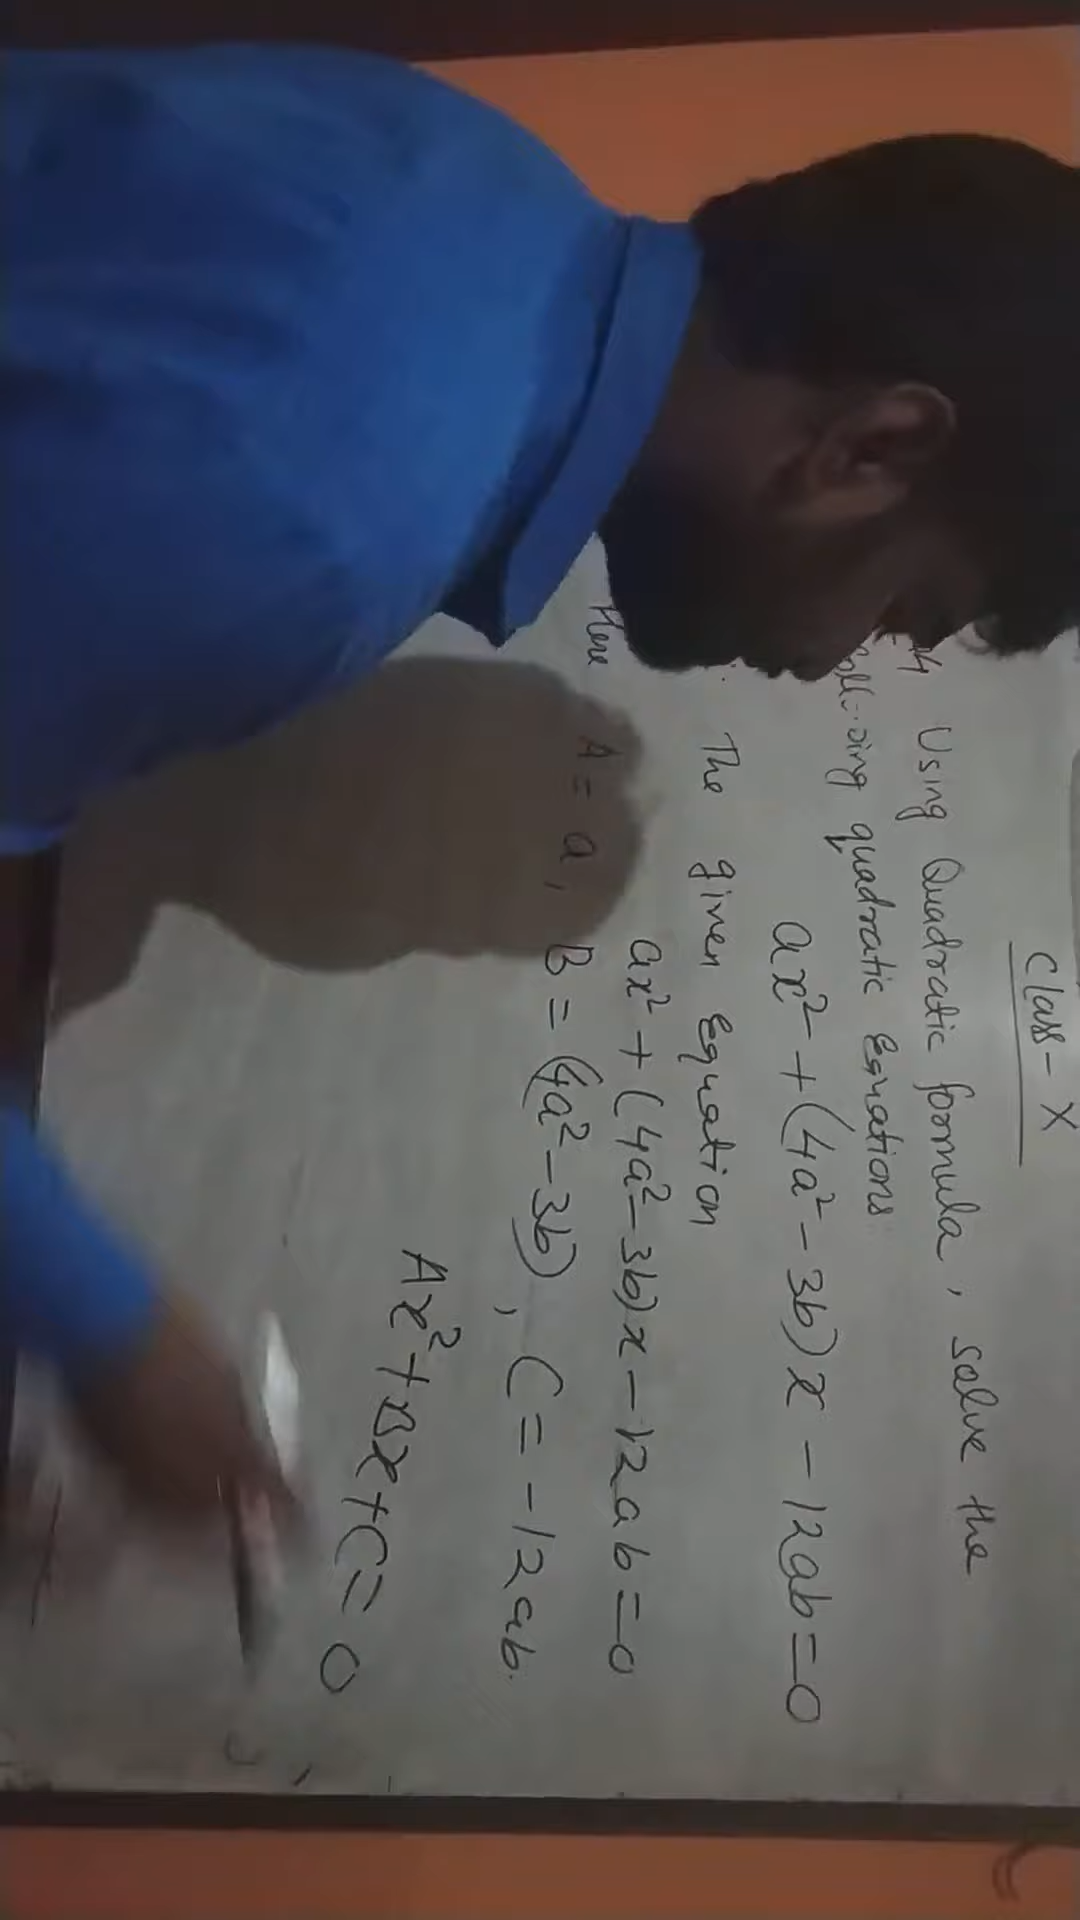 Class - X
Using Quadratic formula, solve the
quadratic Equations
ax² + (4a² - 3b)x - 12ab = 0
The given Equation
ax² + (4a² - 3b)x - 12ab = 0
Here A = a, B = (4a² - 3b), C = -12ab.
Ax² + Bx + C = 0